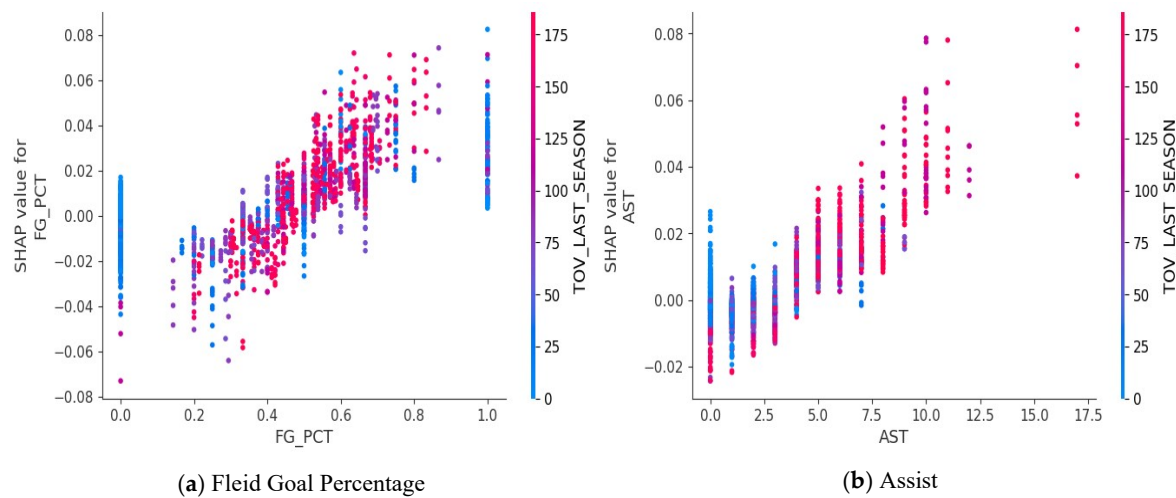 0.08
0.06
0.04
0.02
0.00
−0.02
−0.04
−0.06
−0.08
SHAP value for
FG_PCT
0.0 0.2 0.4 0.6 0.8 1.0
FG_PCT
175
150
125
100
75
50
25
0
TOV_LAST_SEASON
(a) Fleid Goal Percentage
0.08
0.06
0.04
0.02
0.00
−0.02
SHAP value for
AST
0.0 2.5 5.0 7.5 10.0 12.5 15.0 17.5
AST
175
150
125
100
75
50
25
0
TOV_LAST_SEASON
(b) Assist